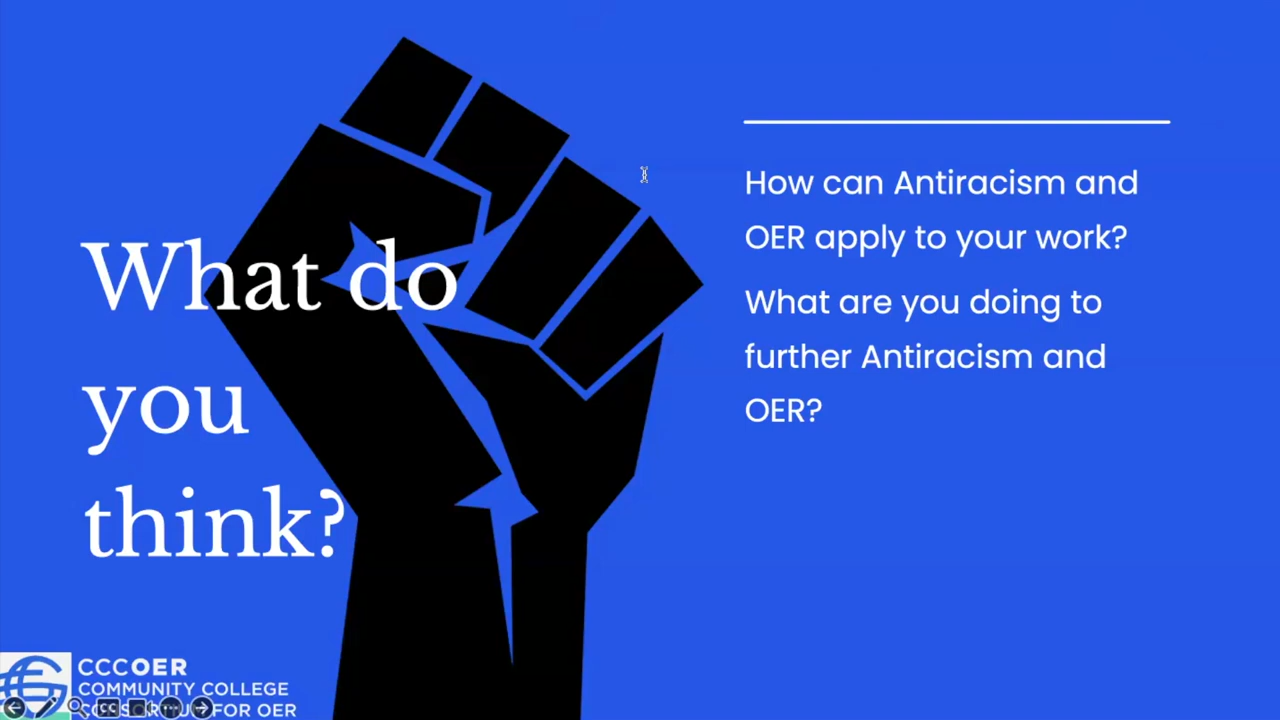 What do
you
think?
How can Antiracism and
OER apply to your work?
What are you doing to
further Antiracism and
OER?
CCCOER
COMMUNITY COLLEGE
CONSORTIUM FOR OER